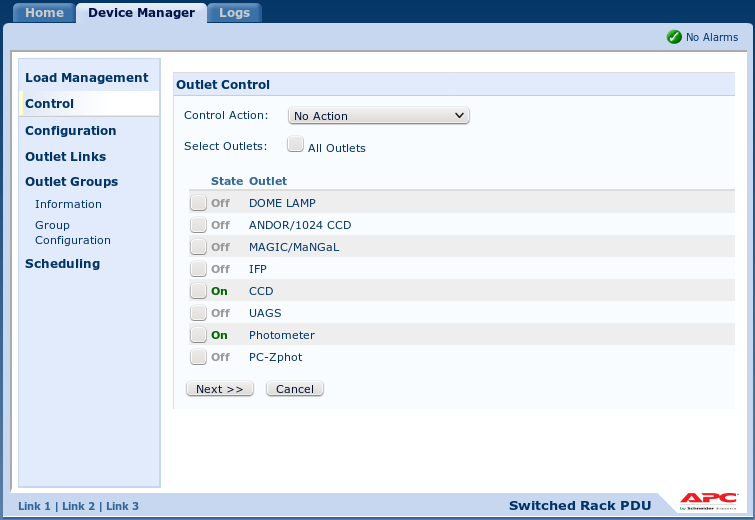 Home Device Manager Logs
No Alarms
Load Management
Control
Configuration
Outlet Links
Outlet Groups
Information
Group
Configuration
Scheduling
Outlet Control
Control Action: No Action
Select Outlets: All Outlets
State Outlet
Off DOME LAMP
Off ANDOR/1024 CCD
Off MAGIC/MaNGaL
Off IFP
On CCD
Off UAGS
On Photometer
Off PC-Zphot
Next >> Cancel
Link 1 | Link 2 | Link 3
Switched Rack PDU
APC
by Schneider Electric